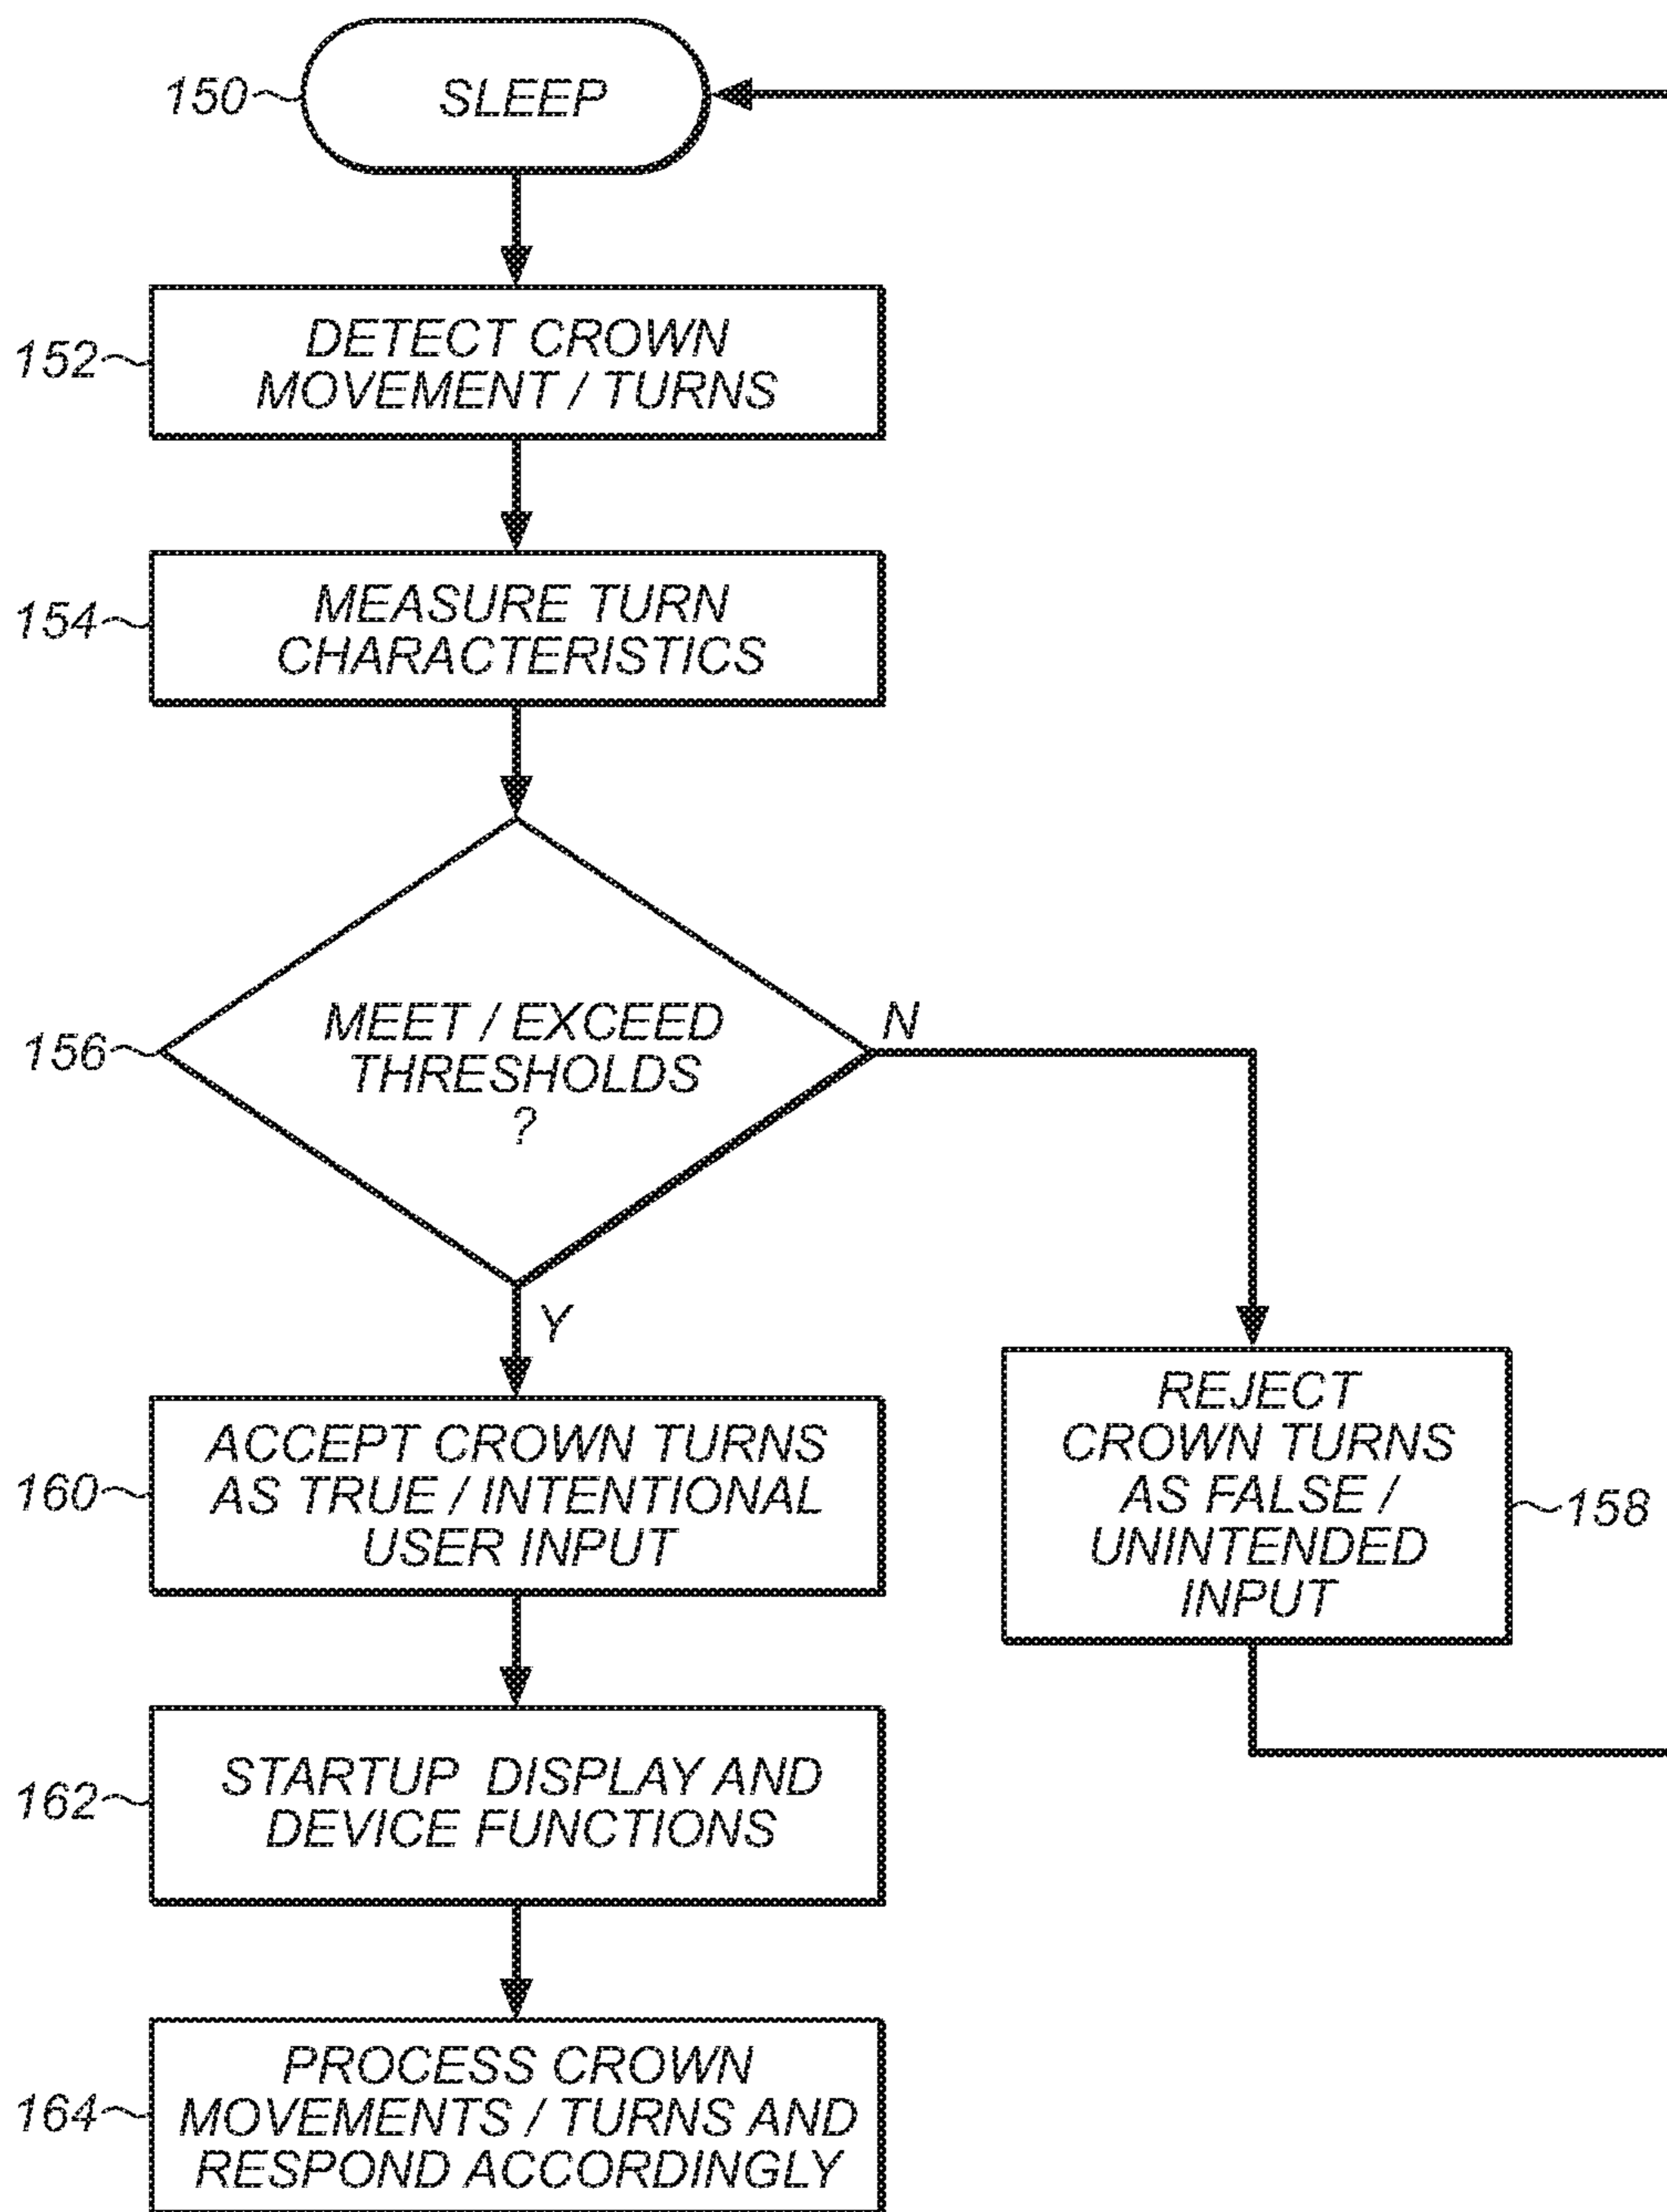 150
SLEEP
152
DETECT CROWN
MOVEMENT / TURNS
154
MEASURE TURN
CHARACTERISTICS
156
MEET / EXCEED
THRESHOLDS
?
N
Y
160
ACCEPT CROWN TURNS
AS TRUE / INTENTIONAL
USER INPUT
REJECT
CROWN TURNS
AS FALSE /
UNINTENDED
INPUT
158
162
STARTUP DISPLAY AND
DEVICE FUNCTIONS
164
PROCESS CROWN
MOVEMENTS / TURNS AND
RESPOND ACCORDINGLY